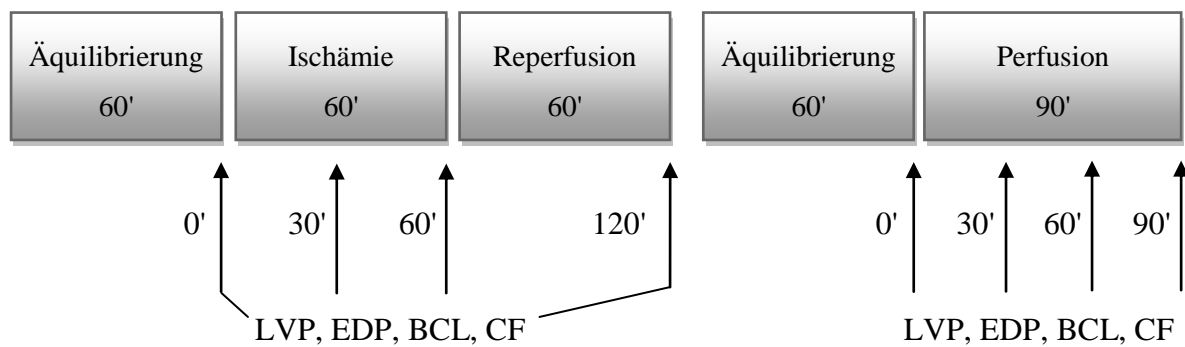 Äquilibrierung
60'
Ischämie
60'
Reperfusion
60'
Äquilibrierung
60'
Perfusion
90'
0' 30' 60' 120'
0' 30' 60' 90'
LVP, EDP, BCL, CF
LVP, EDP, BCL, CF